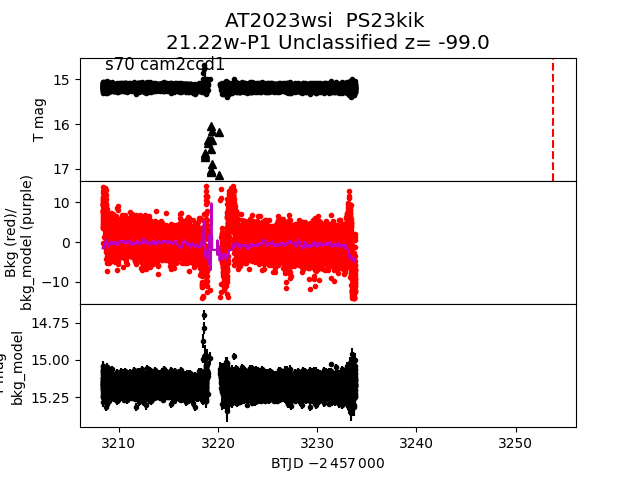 AT2023wsi PS23kik
21.22w-P1 Unclassified z= -99.0
s70 cam2ccd1
T mag
15
16
17
Bkg (red)/
bkg_model (purple)
10
0
−10
bkg_model
14.75
15.00
15.25
3210 3220 3230 3240 3250
BTJD −2 457 000